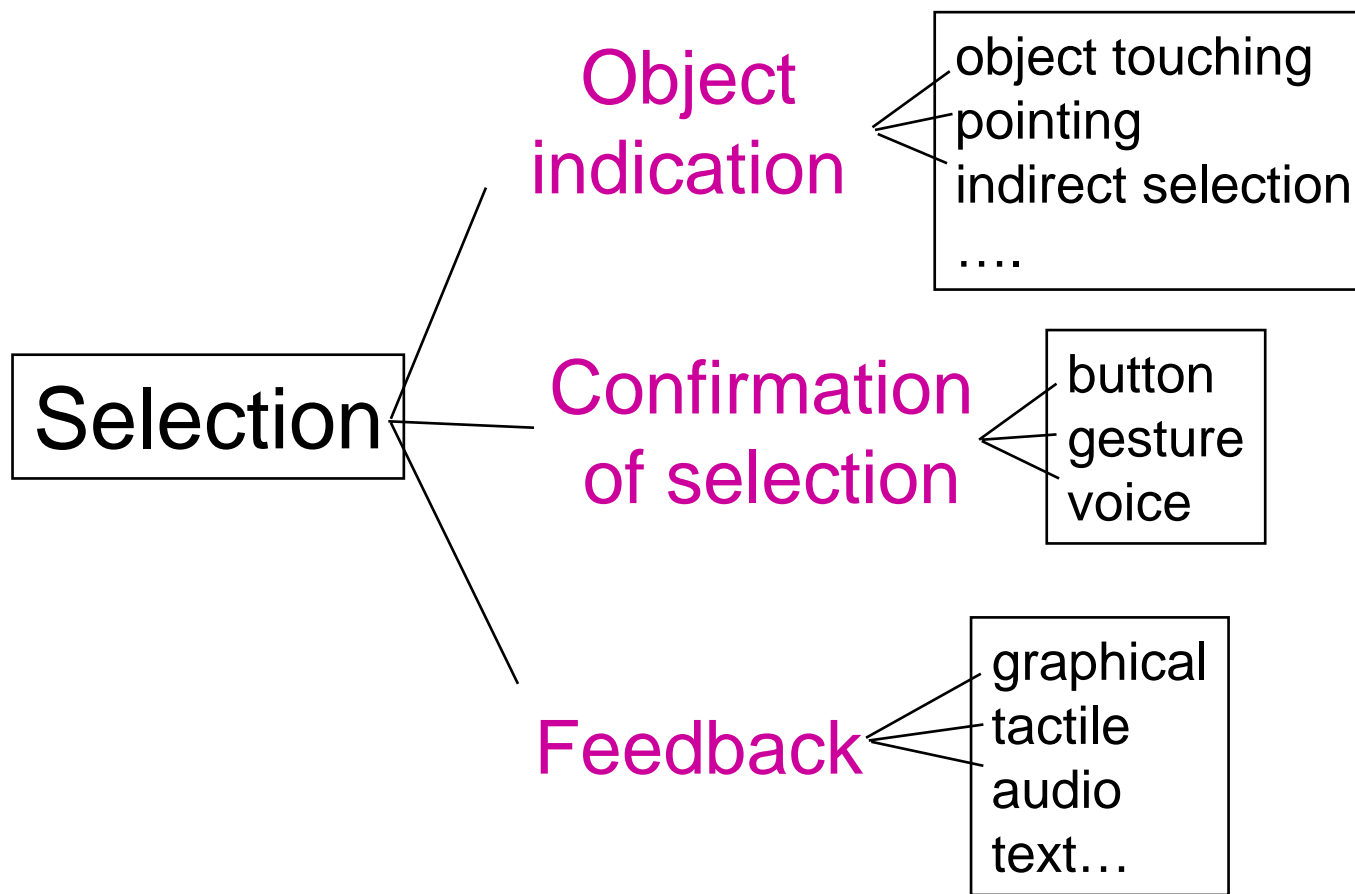 Selection
Object
indication
object touching
pointing
indirect selection
….
Confirmation
of selection
button
gesture
voice
Feedback
graphical
tactile
audio
text…